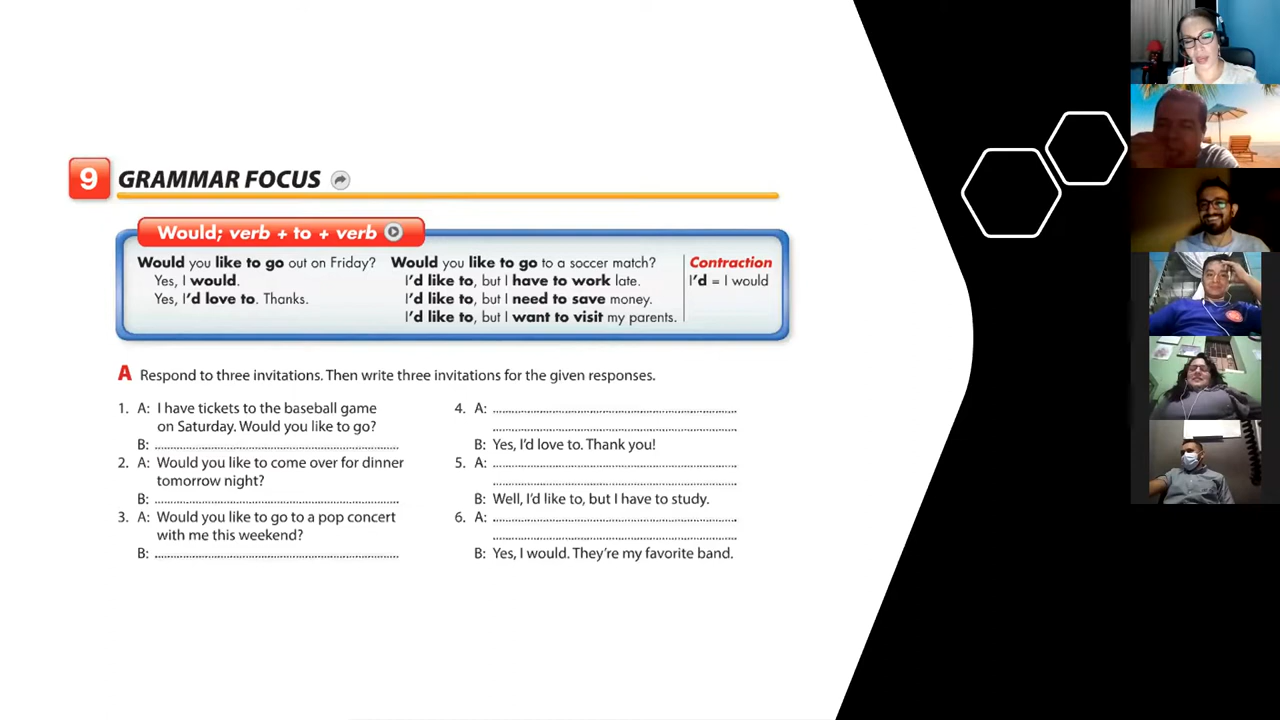 9 GRAMMAR FOCUS
Would; verb + to + verb
Would you like to go out on Friday?
Yes, I would.
Yes, I'd love to. Thanks.
Would you like to go to a soccer match?
I'd like to, but I have to work late.
I'd like to, but I need to save money.
I'd like to, but I want to visit my parents.
Contraction
I'd = I would
A Respond to three invitations. Then write three invitations for the given responses.
1. A: I have tickets to the baseball game
on Saturday. Would you like to go?
B:
2. A: Would you like to come over for dinner
tomorrow night?
B:
3. A: Would you like to go to a pop concert
with me this weekend?
B:
4. A:
B: Yes, I'd love to. Thank you!
5. A:
B: Well, I'd like to, but I have to study.
6. A:
B: Yes, I would. They're my favorite band.